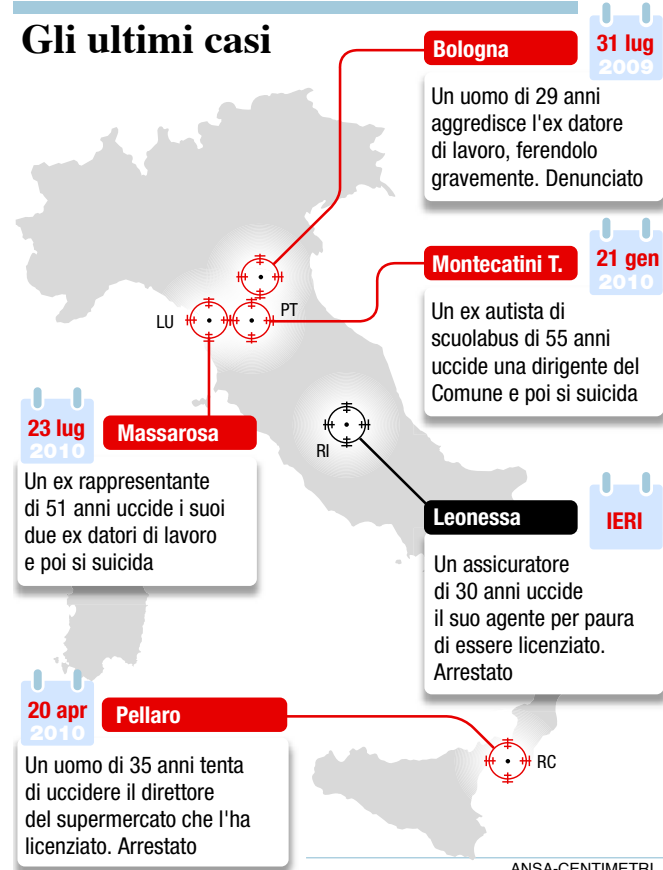 Gli ultimi casi
Bologna
31 lug
2009
Un uomo di 29 anni
aggredisce l'ex datore
di lavoro, ferendolo
gravemente. Denunciato
Montecatini T.
21 gen
2010
Un ex autista di
scuolabus di 55 anni
uccide una dirigente del
Comune e poi si suicida
LU
PT
RI
23 lug
2010
Massarosa
Un ex rappresentante
di 51 anni uccide i suoi
due ex datori di lavoro
e poi si suicida
Leonessa
IERI
Un assicuratore
di 30 anni uccide
il suo agente per paura
di essere licenziato.
Arrestato
20 apr
2010
Pellaro
Un uomo di 35 anni tenta
di uccidere il direttore
del supermercato che l'ha
licenziato. Arrestato
RC
ANSA-CENTIMETRI